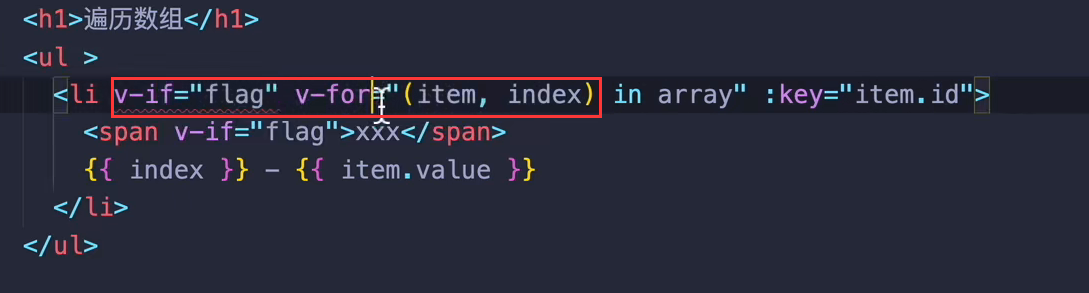 <h1>遍历数组</h1>
<ul >
<li v-if="flag" v-for="(item, index) in array" :key="item.id">
<span v-if="flag">xxx</span>
{{ index }} - {{ item.value }}
</li>
</ul>